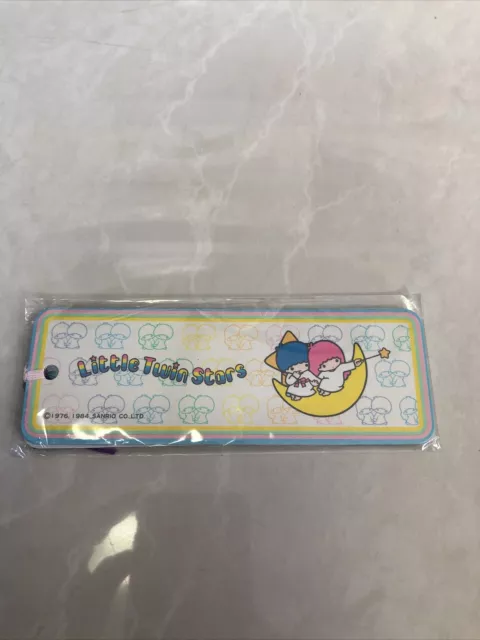 Little Twin Stars
©1976, 1984 SANRIO CO., LTD.